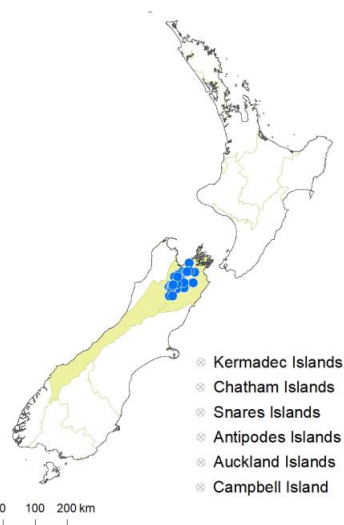 Kermadec Islands
Chatham Islands
Snares Islands
Antipodes Islands
Auckland Islands
Campbell Island
0 100 200 km